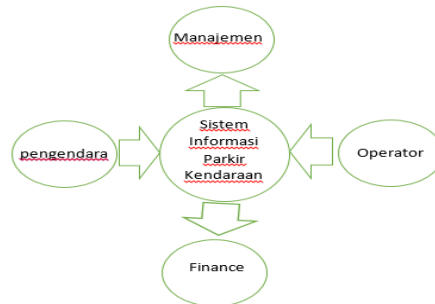 Manajemen
Sistem
Informasi
Parkir
Kendaraan
pengendara
Operator
Finance